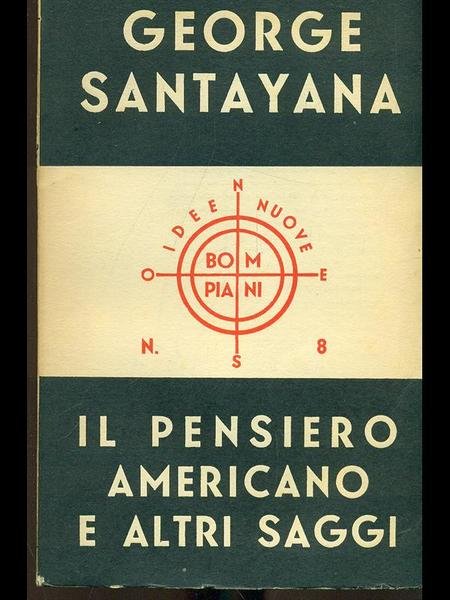 GEORGE
SANTAYANA
N
IDEE NUOVE
BOM
PIANI
O E
N. S 8
IL PENSIERO
AMERICANO
E ALTRI SAGGI